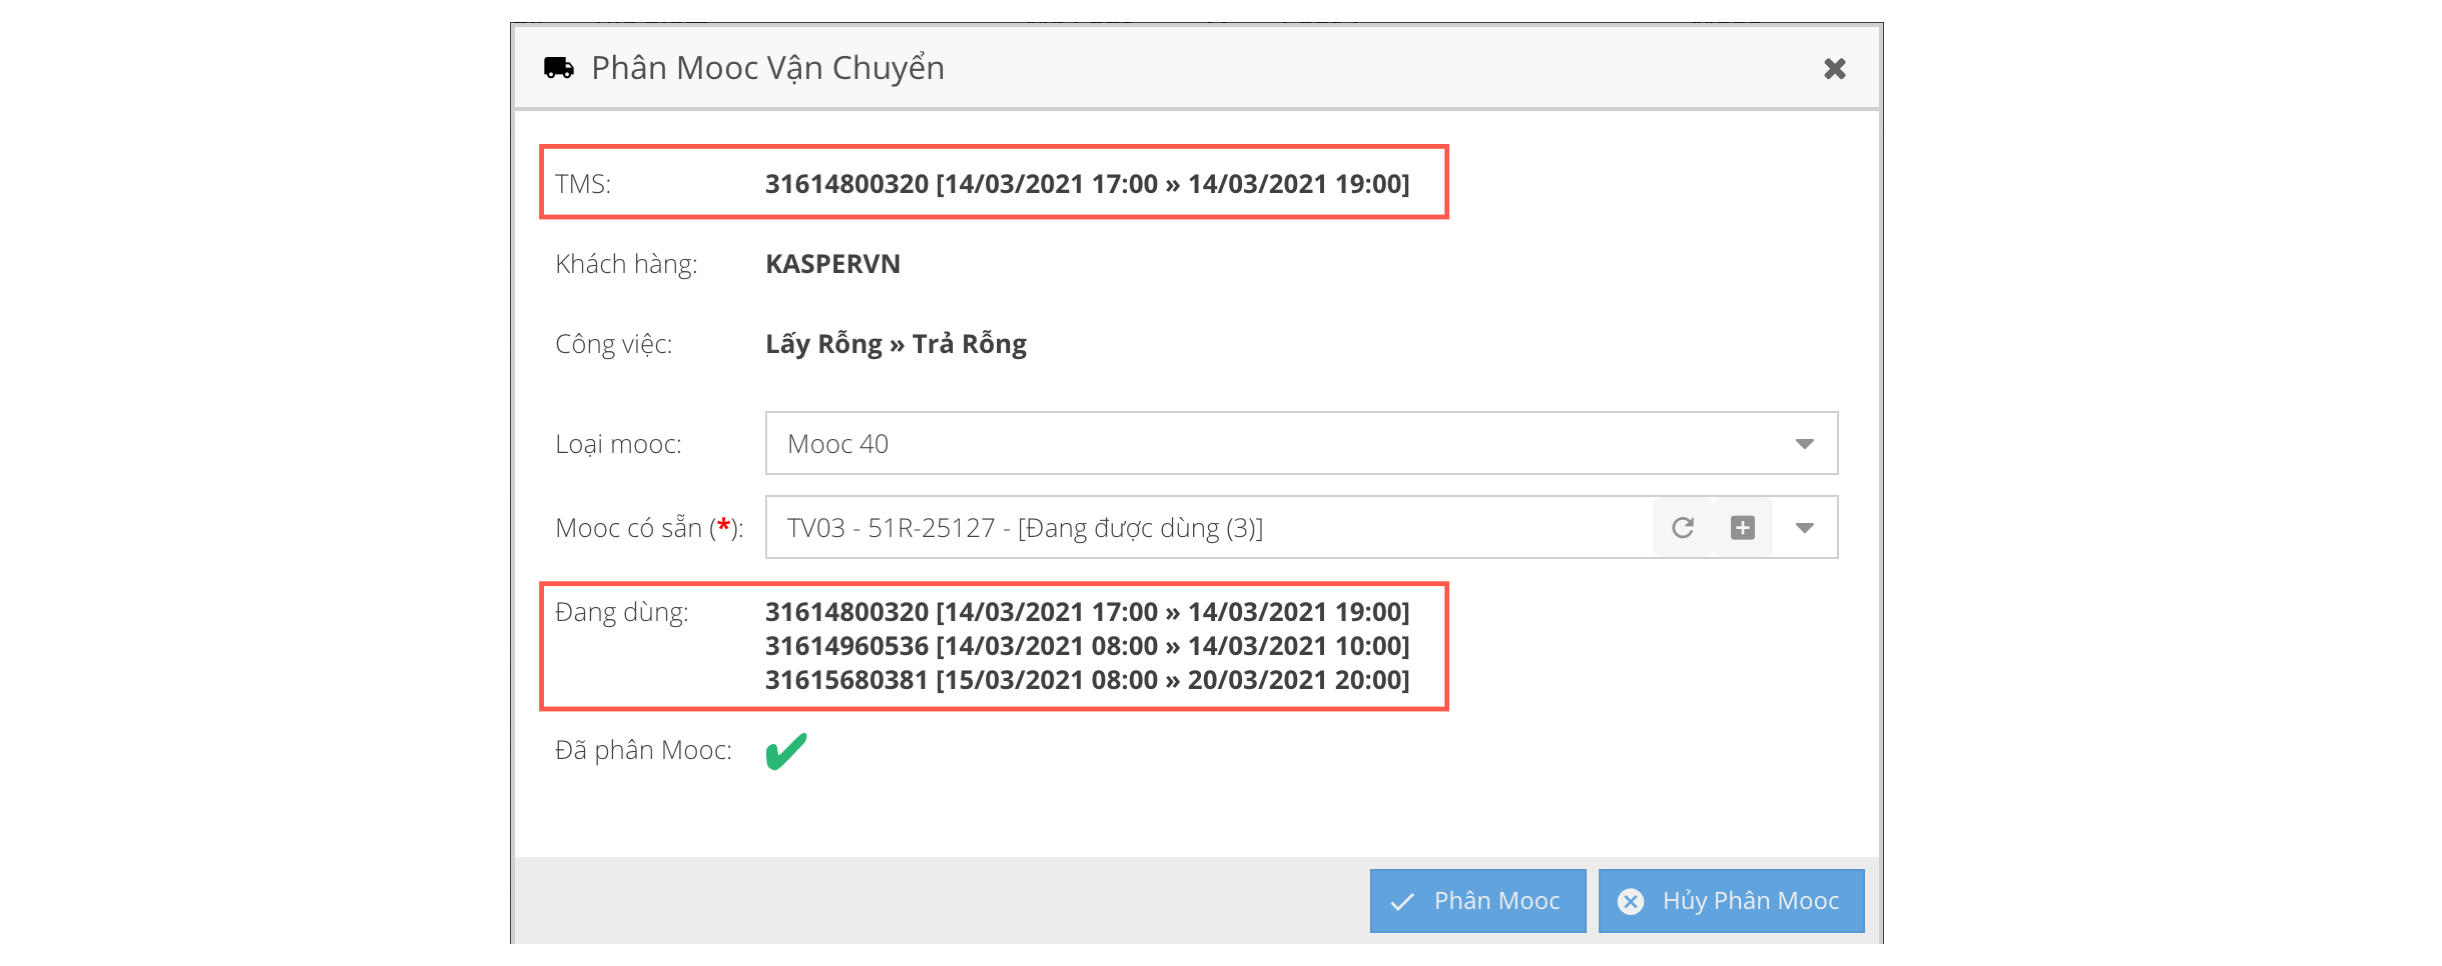 Phân Mooc Vận Chuyển
TMS: 31614800320 [14/03/2021 17:00 » 14/03/2021 19:00]
Khách hàng: KASPERVN
Công việc: Lấy Rỗng » Trả Rỗng
Loại mooc: Mooc 40
Mooc có sẵn (*): TV03 - 51R-25127 - [Đang được dùng (3)]
Đang dùng: 31614800320 [14/03/2021 17:00 » 14/03/2021 19:00]
31614960536 [14/03/2021 08:00 » 14/03/2021 10:00]
31615680381 [15/03/2021 08:00 » 20/03/2021 20:00]
Đã phân Mooc:
Phân Mooc Hủy Phân Mooc